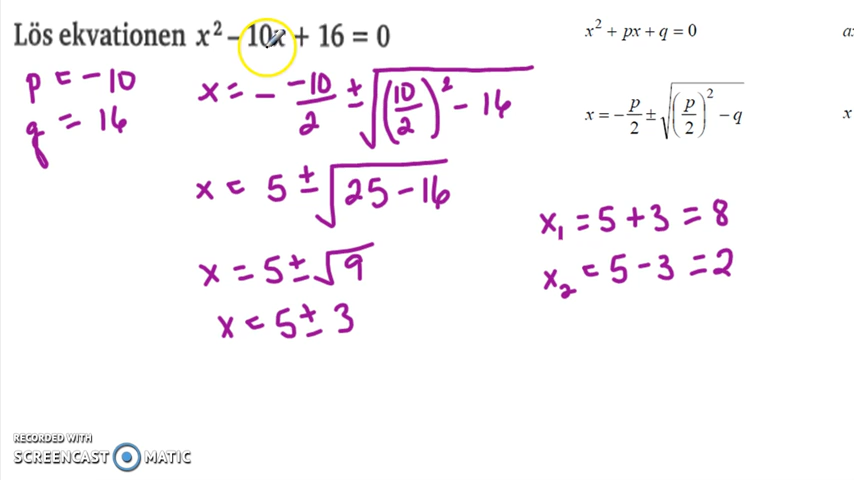 Lös ekvationen x² – 10x + 16 = 0
p = -10
q = 16
x = - -10/2 ± √((10/2)² - 16)
x = 5 ± √(25 - 16)
x = 5 ± √9
x = 5 ± 3
x₁ = 5 + 3 = 8
x₂ = 5 - 3 = 2
x² + px + q = 0
x = -p/2 ± √((p/2)² - q)
a:
x
RECORDED WITH
SCREENCAST MATIC